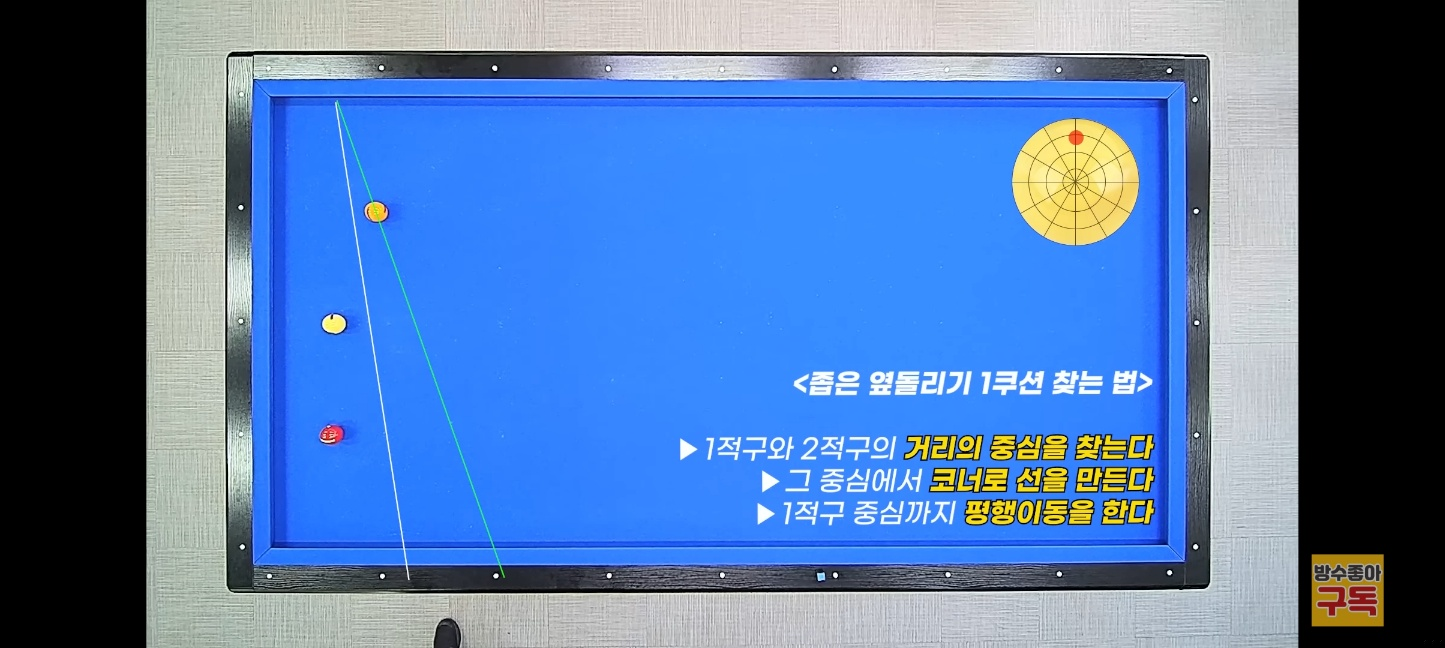 <좁은 옆돌리기 1쿠션 찾는 법>
▶1적구와 2적구의 거리의 중심을 찾는다
▶그 중심에서 코너로 선을 만든다
▶1적구 중심까지 평행이동을 한다
방수좋아
구독